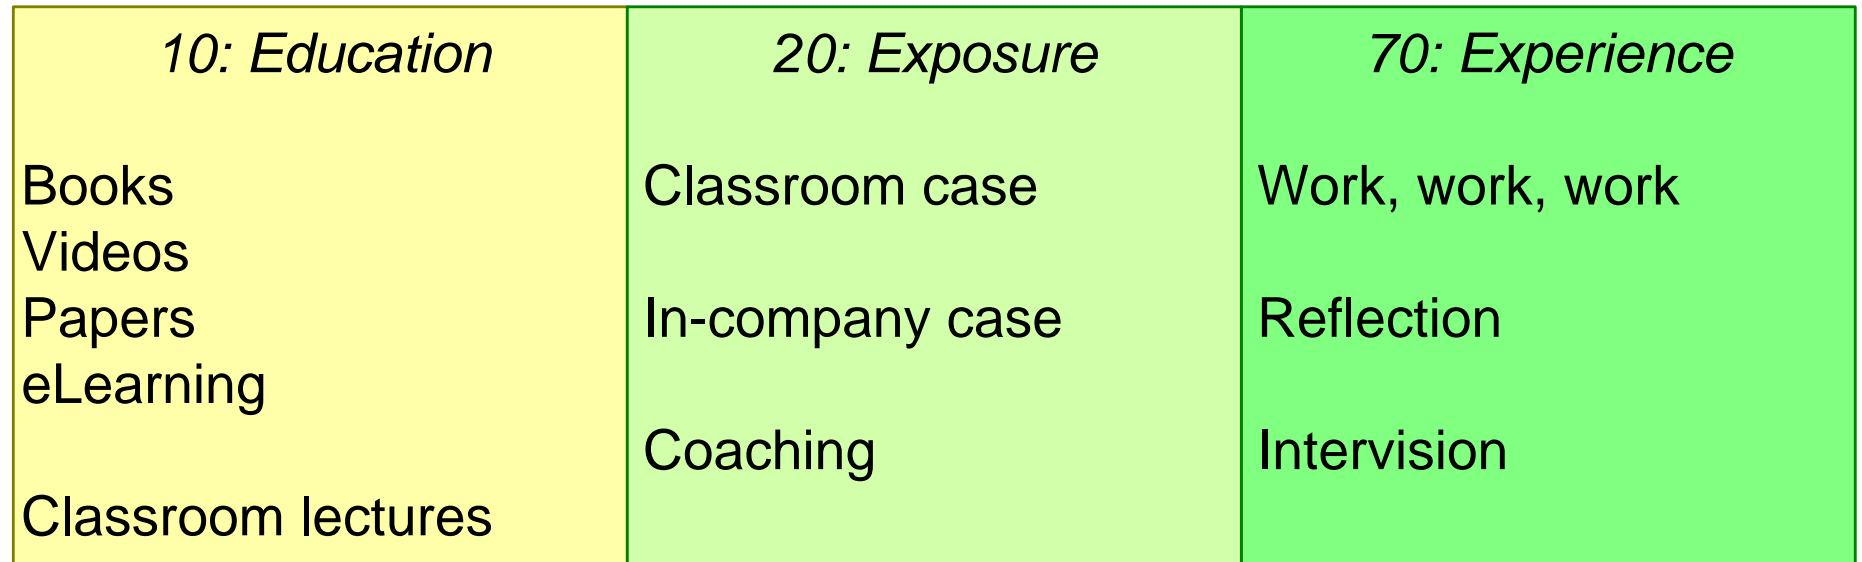 10: Education
Books
Videos
Papers
eLearning
Classroom lectures
20: Exposure
Classroom case
In-company case
Coaching
70: Experience
Work, work, work
Reflection
Intervision